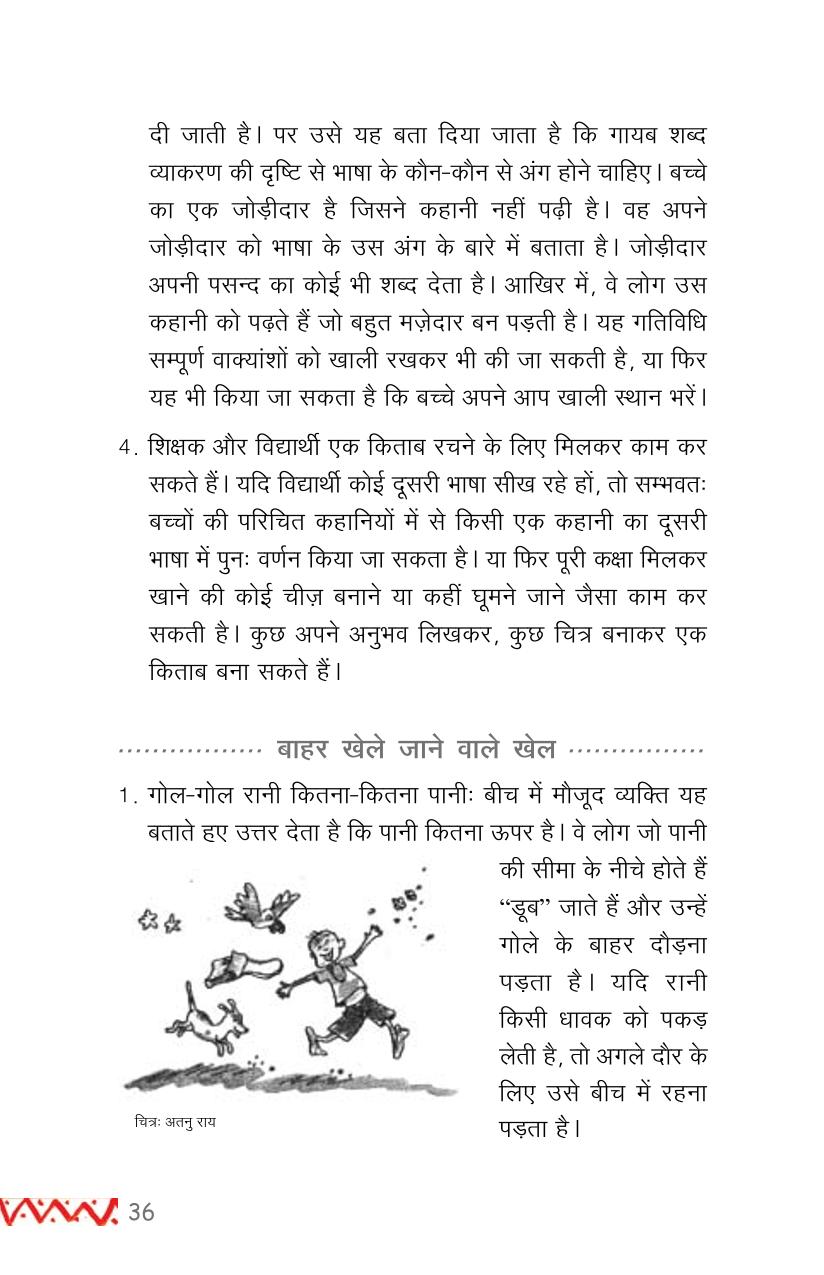 दी जाती है। पर उसे यह बता दिया जाता है कि गायब शब्द
व्याकरण की दृष्टि से भाषा के कौन-कौन से अंग होने चाहिए। बच्चे
का एक जोड़ीदार है जिसने कहानी नहीं पढ़ी है। वह अपने
जोड़ीदार को भाषा के उस अंग के बारे में बताता है। जोड़ीदार
अपनी पसन्द का कोई भी शब्द देता है। आखिर में, वे लोग उस
कहानी को पढ़ते हैं जो बहुत मज़ेदार बन पड़ती है। यह गतिविधि
सम्पूर्ण वाक्यांशों को खाली रखकर भी की जा सकती है, या फिर
यह भी किया जा सकता है कि बच्चे अपने आप खाली स्थान भरें।
4. शिक्षक और विद्यार्थी एक किताब रचने के लिए मिलकर काम कर
सकते हैं। यदि विद्यार्थी कोई दूसरी भाषा सीख रहे हों, तो सम्भवतः
बच्चों की परिचित कहानियों में से किसी एक कहानी का दूसरी
भाषा में पुनः वर्णन किया जा सकता है। या फिर पूरी कक्षा मिलकर
खाने की कोई चीज़ बनाने या कहीं घूमने जाने जैसा काम कर
सकती है। कुछ अपने अनुभव लिखकर, कुछ चित्र बनाकर एक
किताब बना सकते हैं।
................. बाहर खेले जाने वाले खेल ................
1. गोल-गोल रानी कितना-कितना पानीः बीच में मौजूद व्यक्ति यह
बताते हए उत्तर देता है कि पानी कितना ऊपर है। वे लोग जो पानी
की सीमा के नीचे होते हैं
“डूब” जाते हैं और उन्हें
गोले के बाहर दौड़ना
पड़ता है। यदि रानी
किसी धावक को पकड़
लेती है, तो अगले दौर के
लिए उसे बीच में रहना
पड़ता है।
चित्रः अतनु राय
36